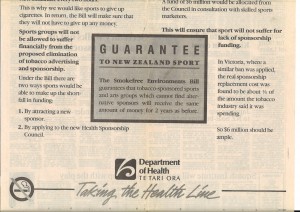 This is why we would like sports to give up
cigarettes. In return, the Bill will make sure that
they will not have to give up any money.
Sports groups will not
be allowed to suffer
financially from the
proposed elimination
of tobacco advertising
and sponsorship.
Under the Bill there are
two ways sports would be
able to make up the short-
fall in funding.
1. By attracting a new
sponsor.
2. By applying to the new Health Sponsorship
Council.
GUARANTEE
TO NEW ZEALAND SPORT
The Smokefree Environments Bill
guarantees that tobacco-sponsored sports
and arts groups which cannot find alter-
native sponsors will receive the same
amount of money for 2 years as before.
A fund of $6 million would be allocated from
the Council in consultation with skilled sports
marketers.
This will ensure that sport will not suffer for
lack of sponsorship
funding.
In Victoria, where a
similar ban was applied,
the real sponsorship
replacement cost was
found to be about
of the amount the tobacco
industry said it was
spending.
So $6 million should be
ample.
Department
of Health
TE TARI ORA
Taking the Health Line